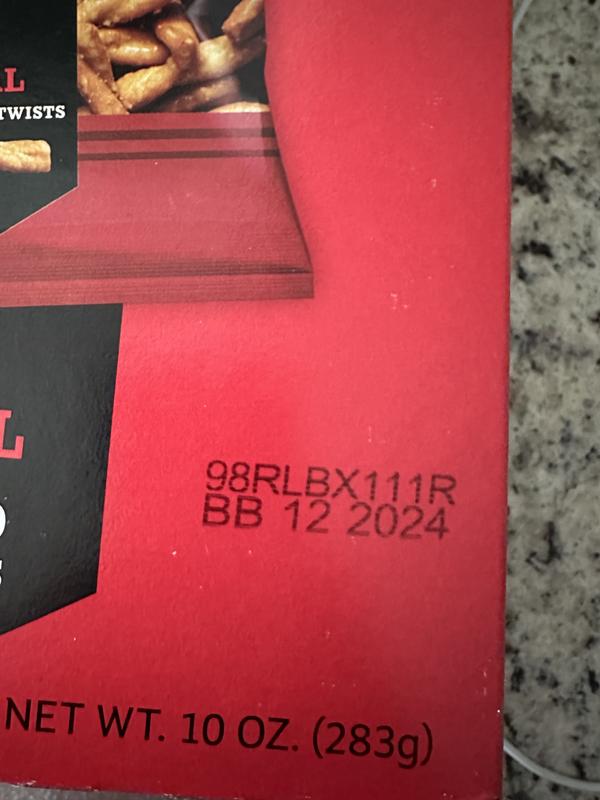 TWISTS
98RLBX111R
BB 12 2024
NET WT. 10 OZ. (283g)